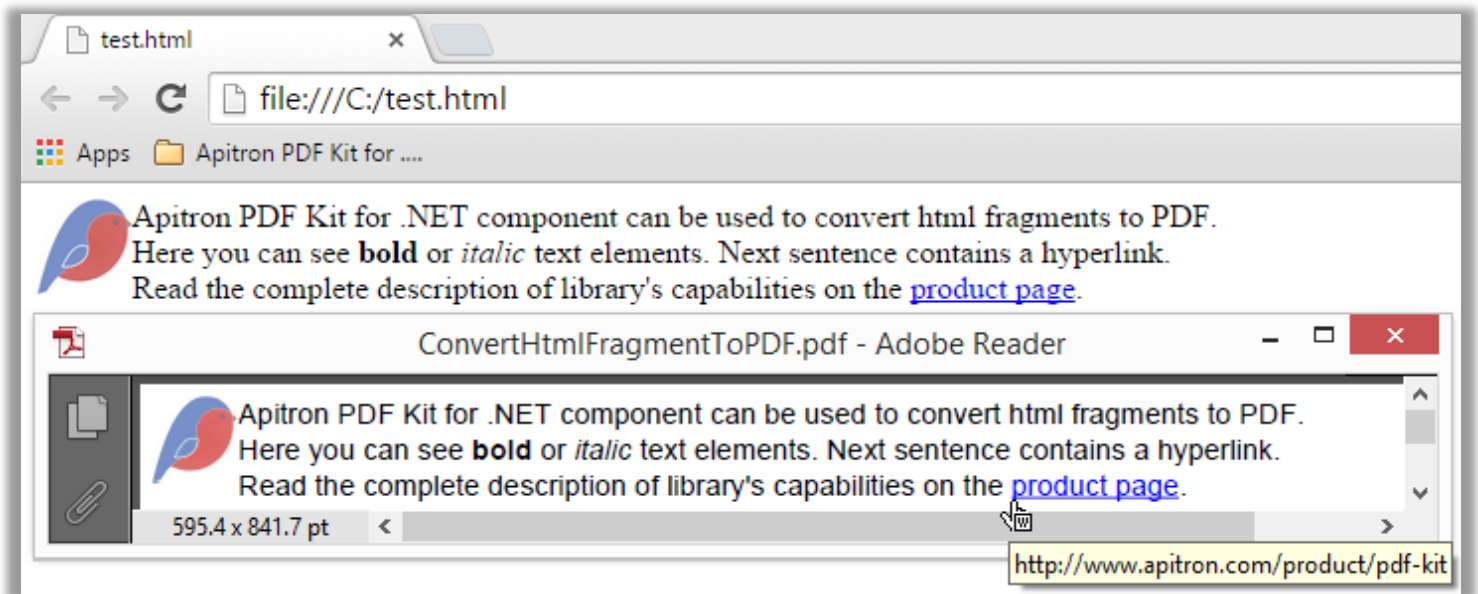 test.html
file:///C:/test.html
Apps Apitron PDF Kit for ....
Apitron PDF Kit for .NET component can be used to convert html fragments to PDF.
Here you can see bold or italic text elements. Next sentence contains a hyperlink.
Read the complete description of library's capabilities on the product page.
ConvertHtmlFragmentToPDF.pdf - Adobe Reader
Apitron PDF Kit for .NET component can be used to convert html fragments to PDF.
Here you can see bold or italic text elements. Next sentence contains a hyperlink.
Read the complete description of library's capabilities on the product page.
595.4 x 841.7 pt
http://www.apitron.com/product/pdf-kit